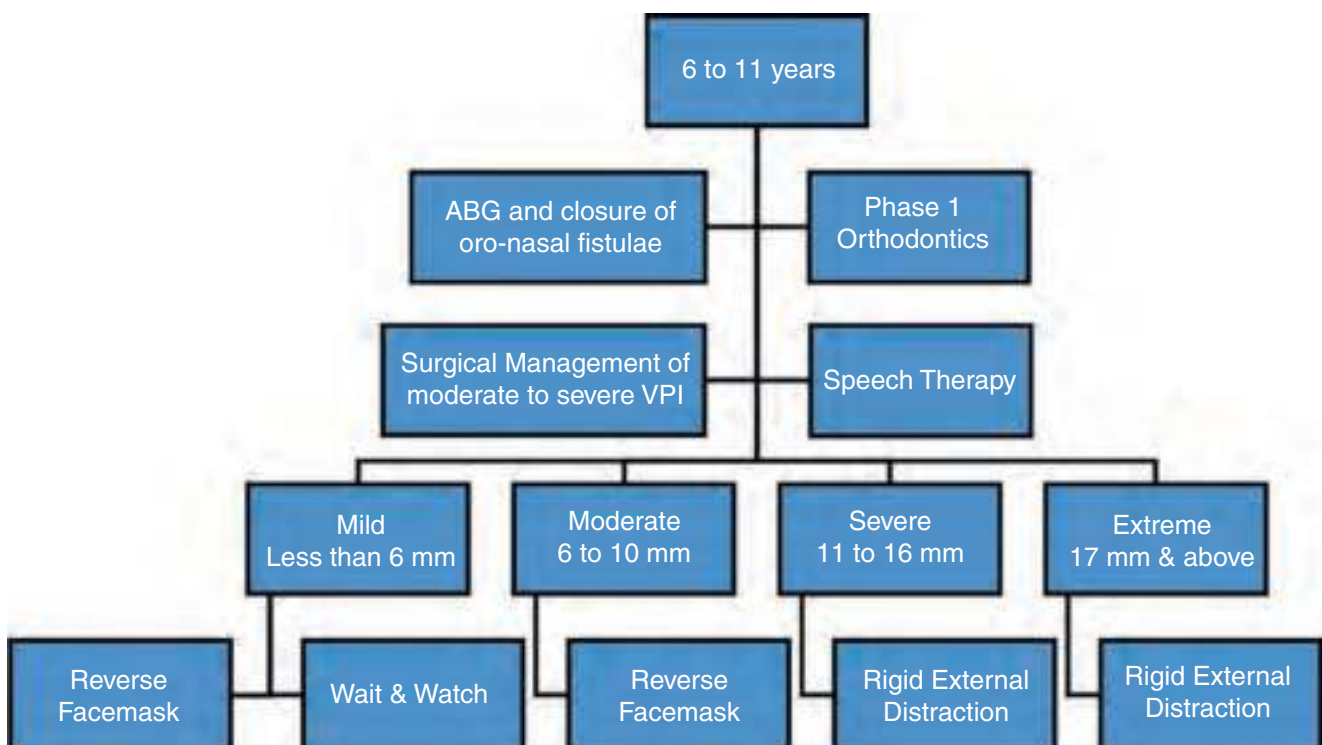 6 to 11 years
ABG and closure of
oro-nasal fistulae
Phase 1
Orthodontics
Surgical Management of
moderate to severe VPI
Speech Therapy
Mild
Less than 6 mm
Moderate
6 to 10 mm
Severe
11 to 16 mm
Extreme
17 mm & above
Reverse
Facemask
Wait & Watch
Reverse
Facemask
Rigid External
Distraction
Rigid External
Distraction